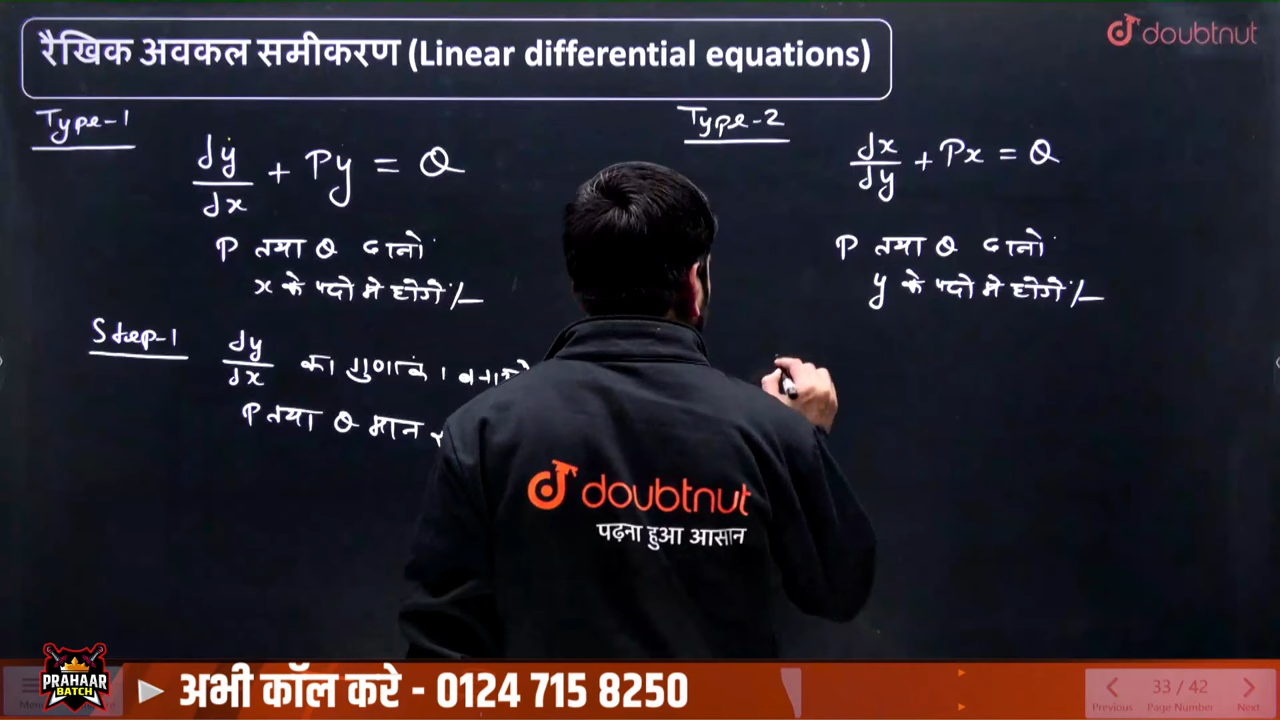 रैखिक अवकल समीकरण (Linear differential equations)
doubtnut
Type-1
dy/dx + Py = Q
P तथा Q दोनो
x के पदो मे होगे
Type-2
dx/dy + Px = Q
P तथा Q दोनो
y के पदो मे होगे
Step-1 dy/dx का गुणांक 1
P तथा Q मान
doubtnut
पढ़ना हुआ आसान
PRAHAAR
BATCH
अभी कॉल करे - 0124 715 8250
33 / 42
Previous Page Number Next